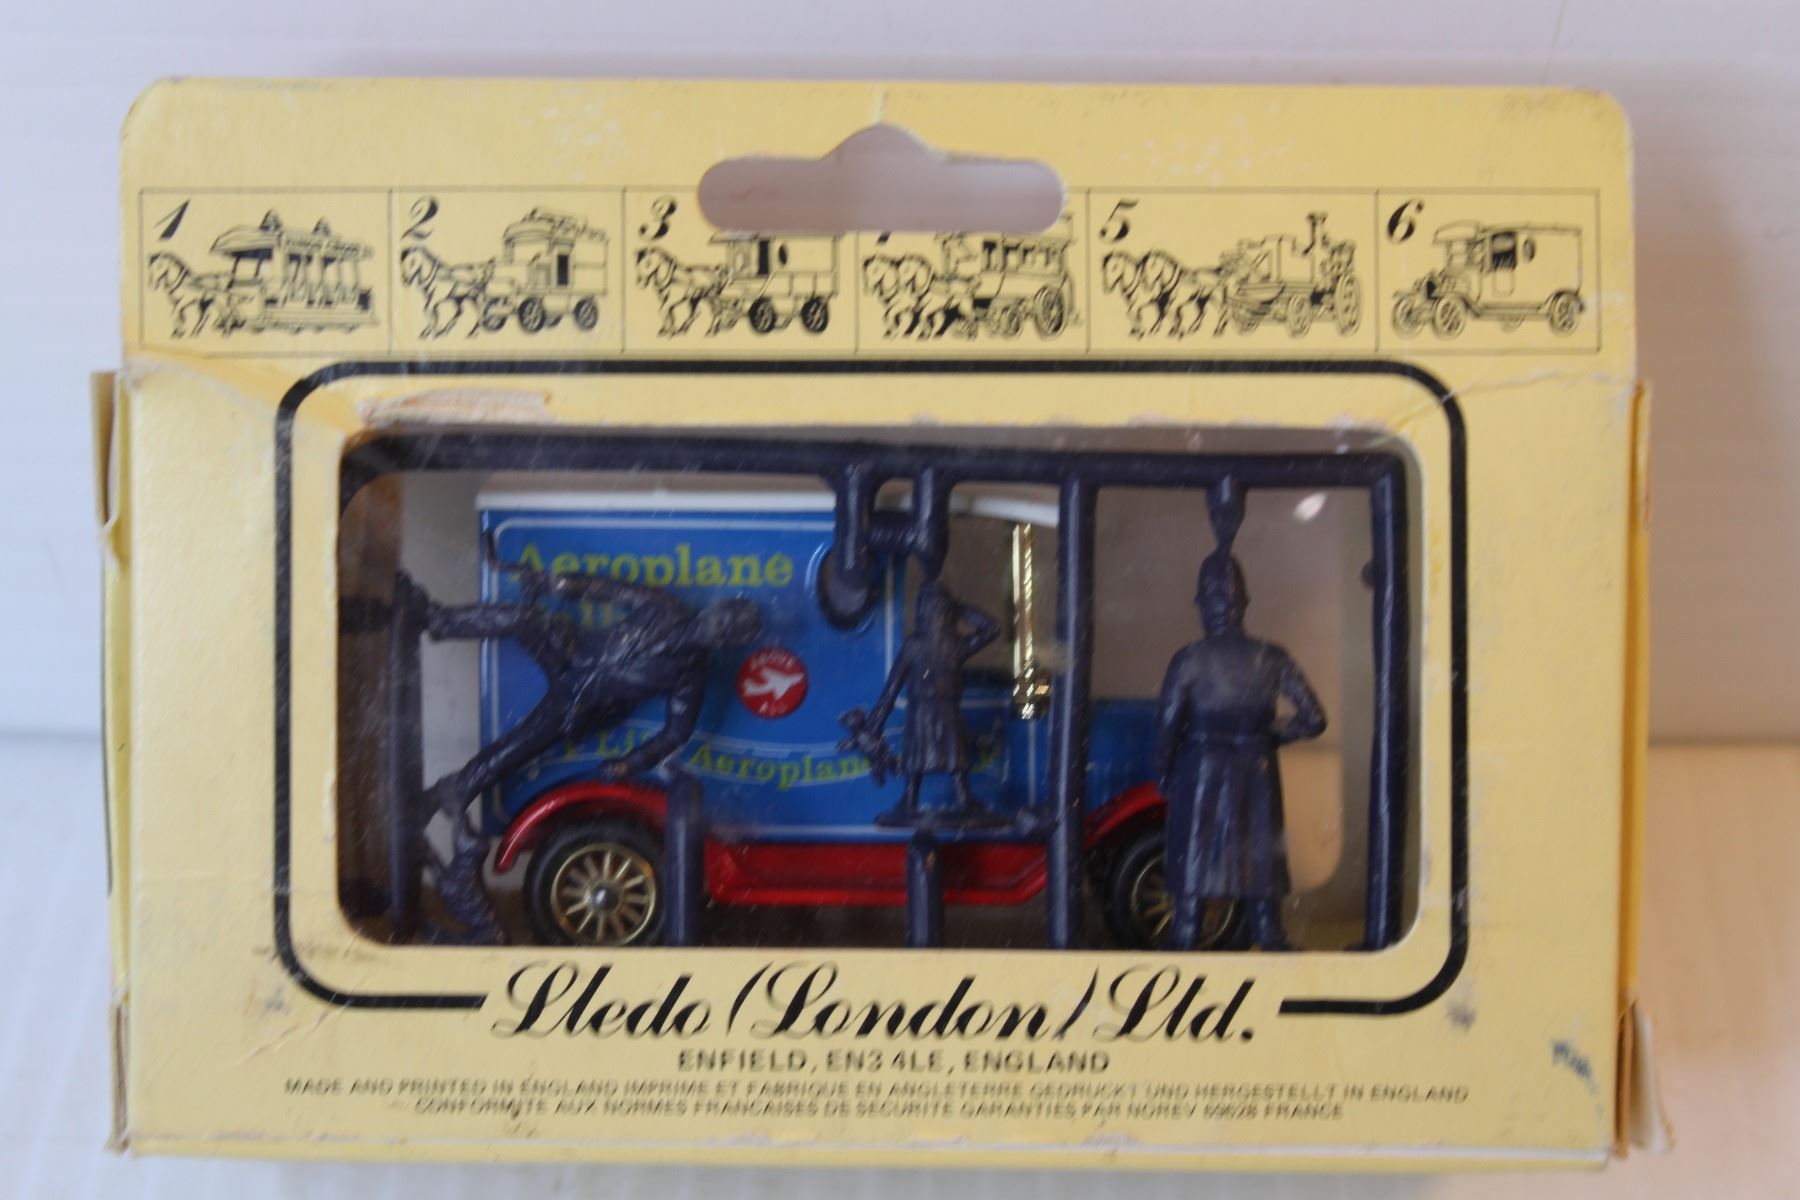 1 2 3 5 6
Aeroplane
Aeroplane
Lledo (London) Ltd.
ENFIELD, EN3 4LE, ENGLAND
MADE AND PRINTED IN ENGLAND IMPRIME ET FABRIQUE EN ANGLETERRE GEDRUCKT UND HERGESTELLT IN ENGLAND
CONFORMITE AUX NORMES FRANCAISES DE SECURITE GARANTIES PAR NOREV 69628 FRANCE